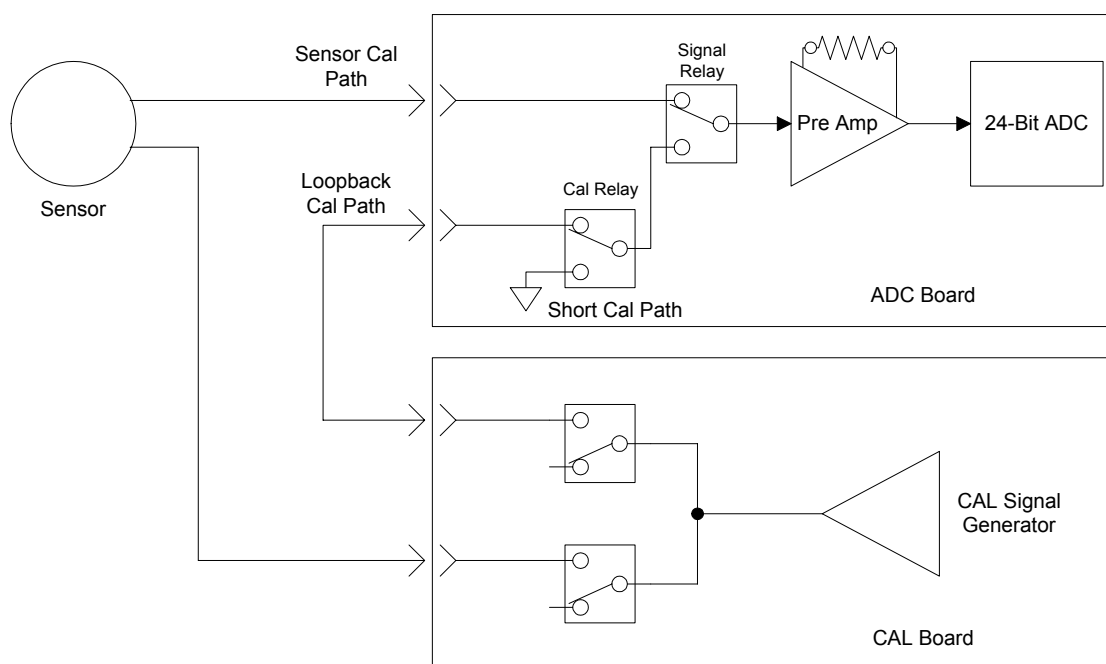 Sensor Cal
Path
Signal
Relay
Pre Amp
24-Bit ADC
Sensor
Loopback
Cal Path
Cal Relay
Short Cal Path
ADC Board
CAL Signal
Generator
CAL Board